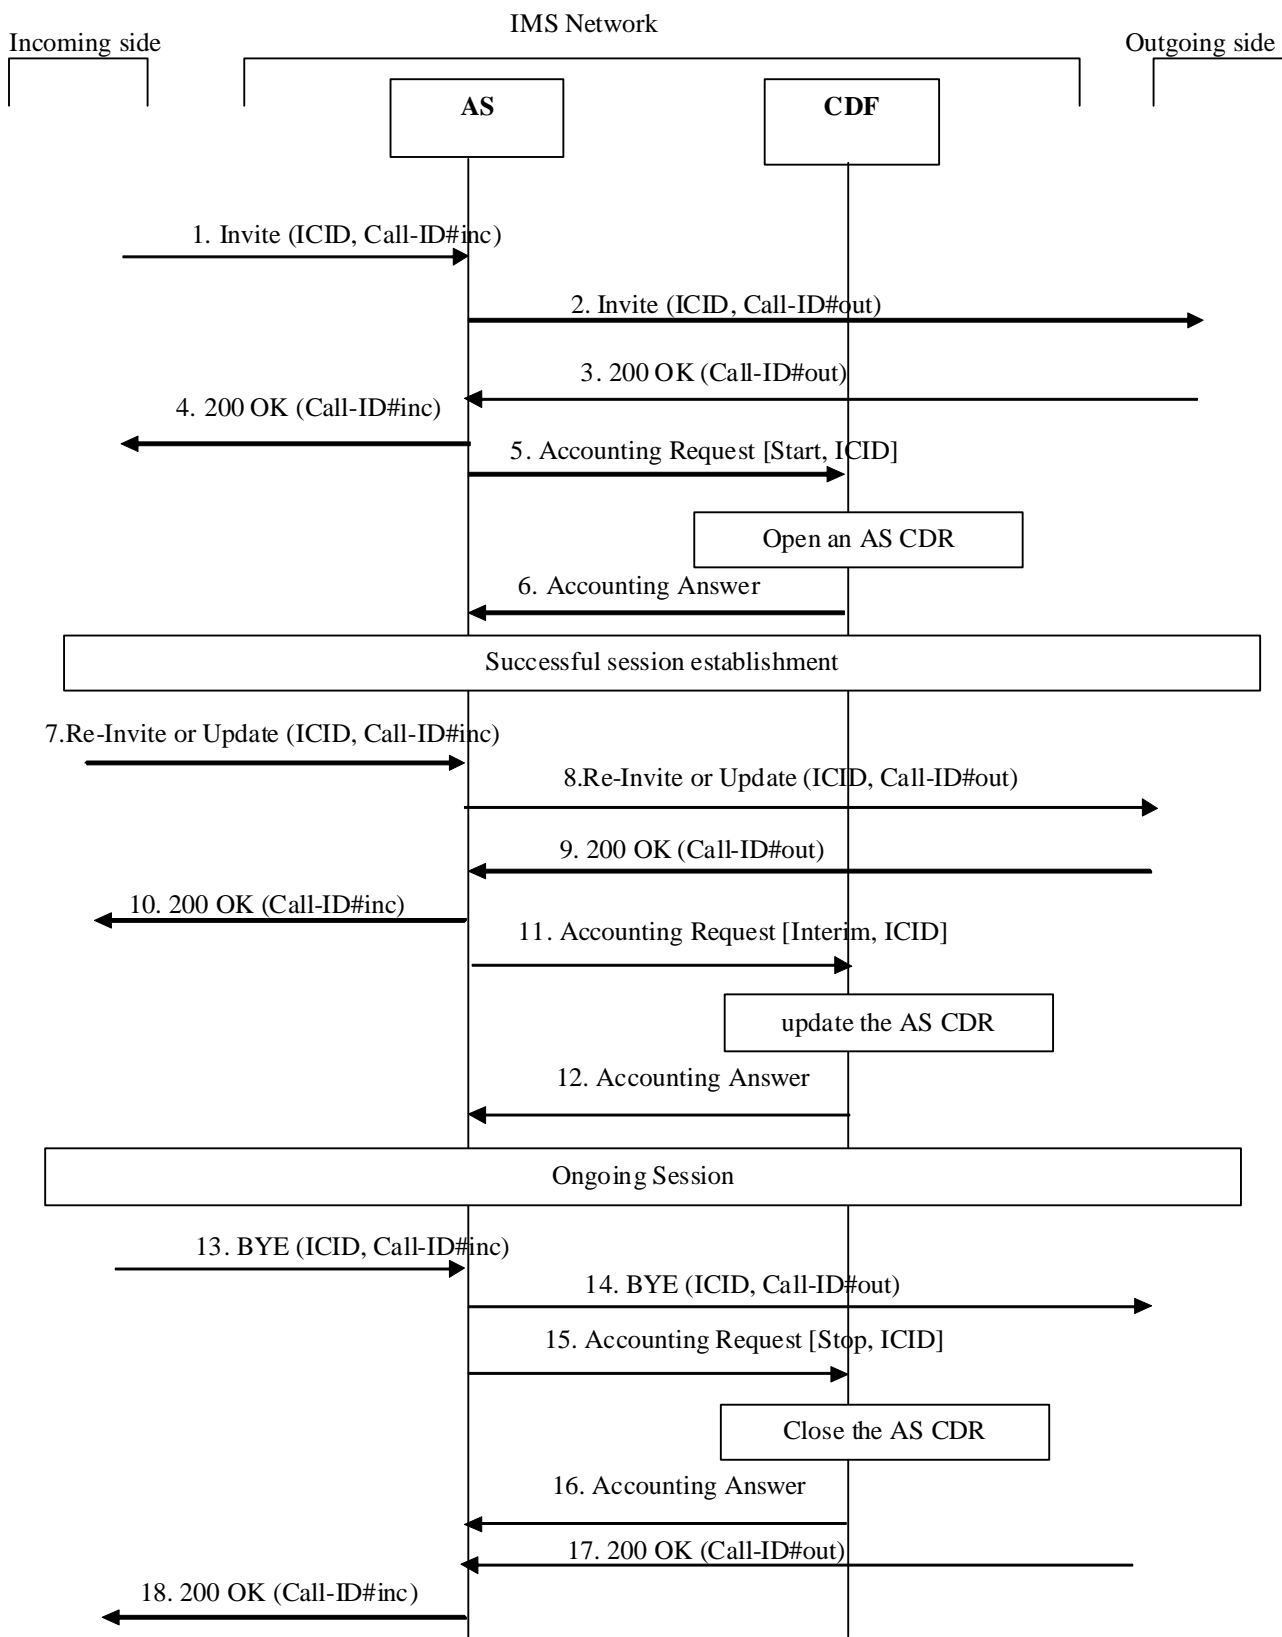 IMS Network
Incoming side
Outgoing side
AS
CDF
1. Invite (ICID, Call-ID#inc)
2. Invite (ICID, Call-ID#out)
3. 200 OK (Call-ID#out)
4. 200 OK (Call-ID#inc)
5. Accounting Request [Start, ICID]
Open an AS CDR
6. Accounting Answer
Successful session establishment
7.Re-Invite or Update (ICID, Call-ID#inc)
8.Re-Invite or Update (ICID, Call-ID#out)
9. 200 OK (Call-ID#out)
10. 200 OK (Call-ID#inc)
11. Accounting Request [Interim, ICID]
update the AS CDR
12. Accounting Answer
Ongoing Session
13. BYE (ICID, Call-ID#inc)
14. BYE (ICID, Call-ID#out)
15. Accounting Request [Stop, ICID]
Close the AS CDR
16. Accounting Answer
17. 200 OK (Call-ID#out)
18. 200 OK (Call-ID#inc)